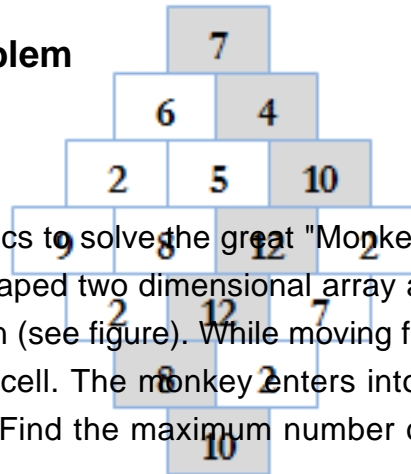 blem
7
6 4
2 5 10
9 8 12 2
cs to solve the great "Monke
aped two dimensional array a
2 12 7
n (see figure). While moving f
8 2
cell. The monkey enters into
Find the maximum number o
10